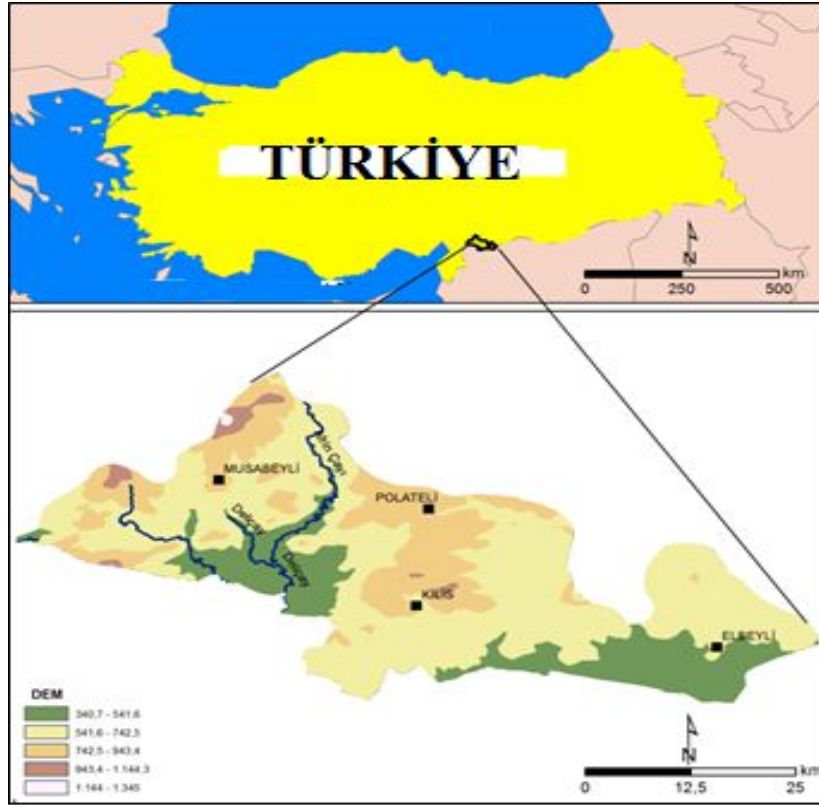 TÜRKİYE
N
km
0 250 500
MUSABEYLİ
Deliçay
Deliçay
POLATELİ
KİLİS
ELBEYLİ
DEM
340,7 - 541,6
541,6 - 742,5
742,5 - 943,4
943,4 - 1.144,3
1.144 - 1.345
N
km
0 12,5 25